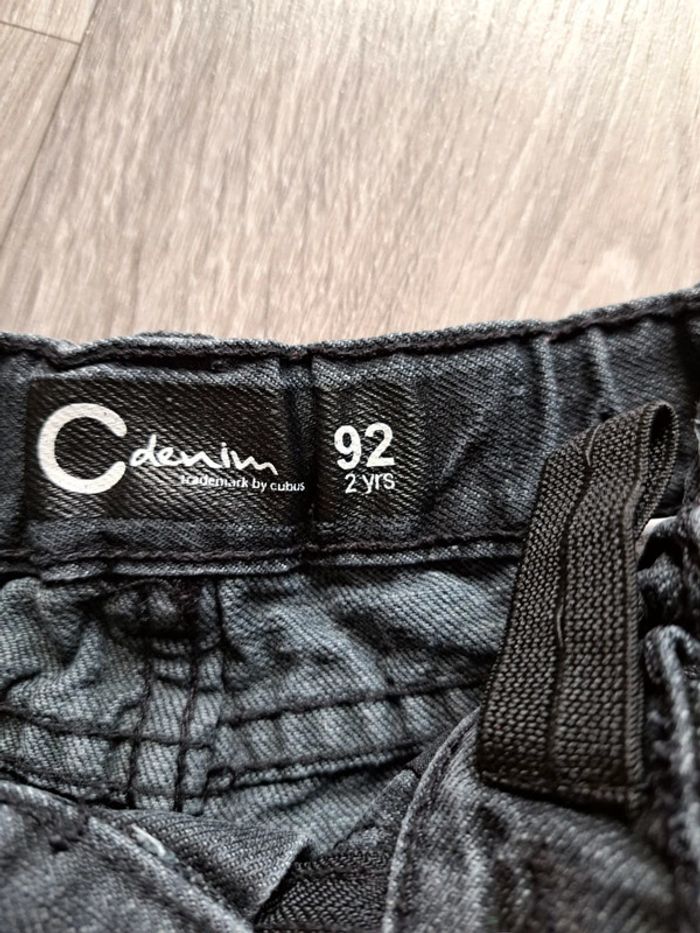 C denim
trademark by cubus
92
2 yrs